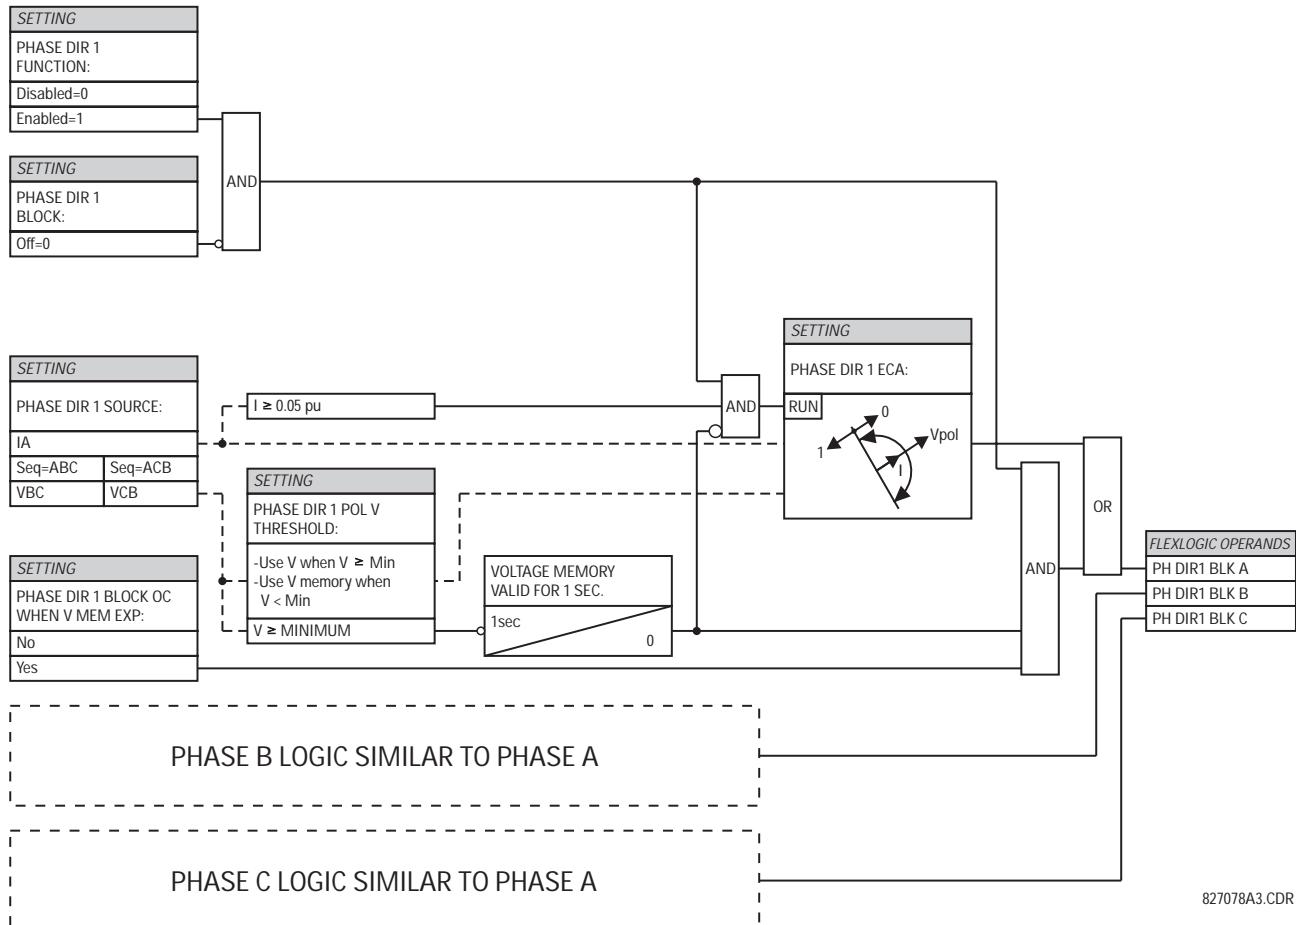 SETTING
PHASE DIR 1
FUNCTION:
Disabled=0
Enabled=1
AND
SETTING
PHASE DIR 1
BLOCK:
Off=0
SETTING
PHASE DIR 1 SOURCE:
IA
Seq=ABC Seq=ACB
VBC VCB
I ≥ 0.05 pu
SETTING
PHASE DIR 1 POL V
THRESHOLD:
-Use V when V ≥ Min
-Use V memory when
V < Min
V ≥ MINIMUM
VOLTAGE MEMORY
VALID FOR 1 SEC.
1sec
0
AND
SETTING
PHASE DIR 1 ECA:
RUN
0
1
Vpol
I
OR
AND
FLEXLOGIC OPERANDS
PH DIR1 BLK A
PH DIR1 BLK B
PH DIR1 BLK C
SETTING
PHASE DIR 1 BLOCK OC
WHEN V MEM EXP:
No
Yes
PHASE B LOGIC SIMILAR TO PHASE A
PHASE C LOGIC SIMILAR TO PHASE A
827078A3.CDR